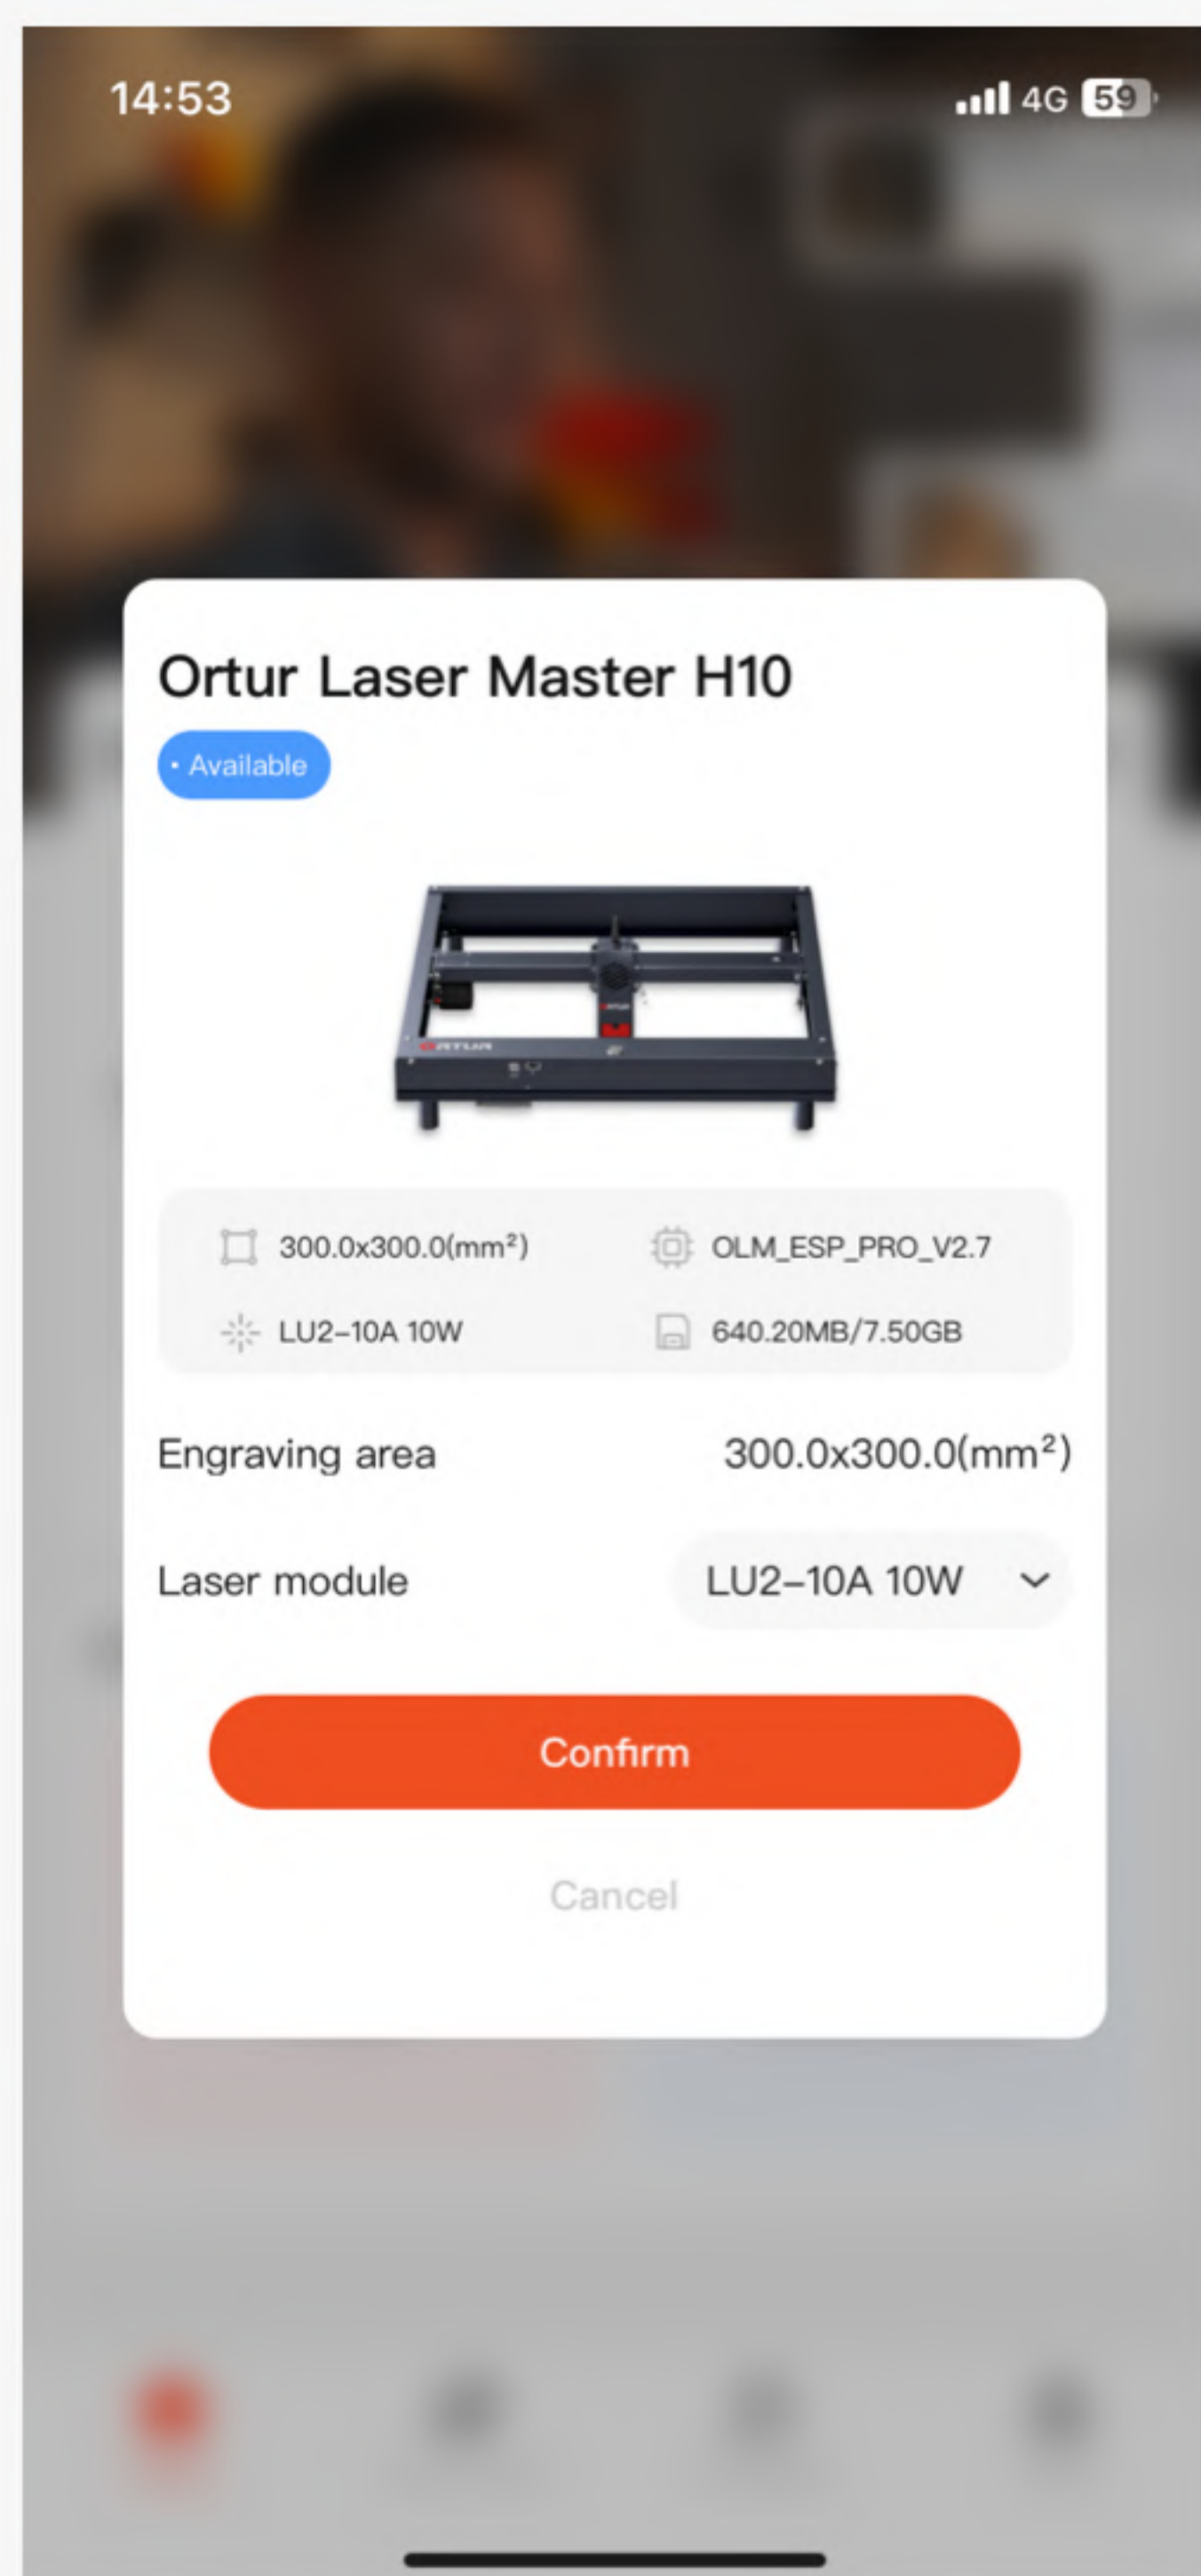 14:53
4G 59
Ortur Laser Master H10
• Available
ORTUR
300.0x300.0(mm²)
OLM_ESP_PRO_V2.7
LU2-10A 10W
640.20MB/7.50GB
Engraving area
300.0x300.0(mm²)
Laser module
LU2-10A 10W
Confirm
Cancel